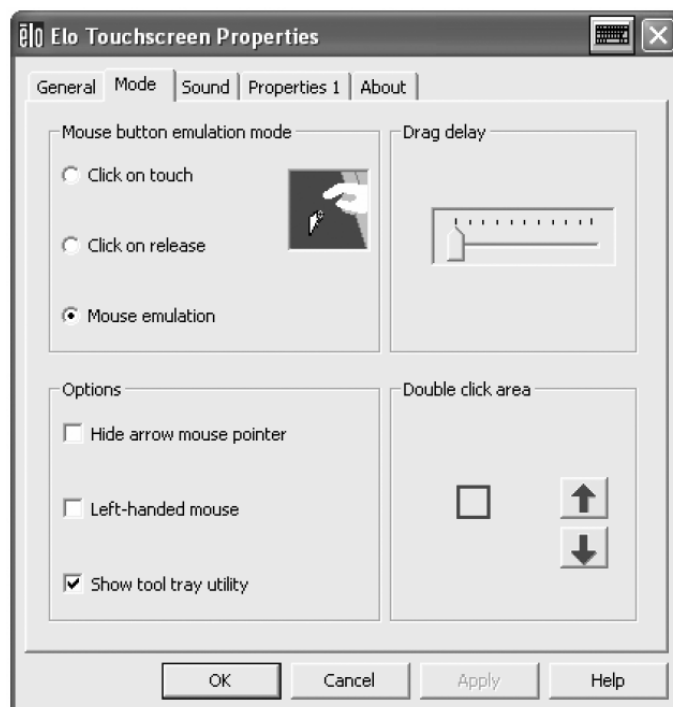 ēlo Elo Touchscreen Properties
General Mode Sound Properties 1 About
Mouse button emulation mode
Click on touch
Click on release
Mouse emulation
Drag delay
Options
Hide arrow mouse pointer
Left-handed mouse
Show tool tray utility
Double click area
OK Cancel Apply Help